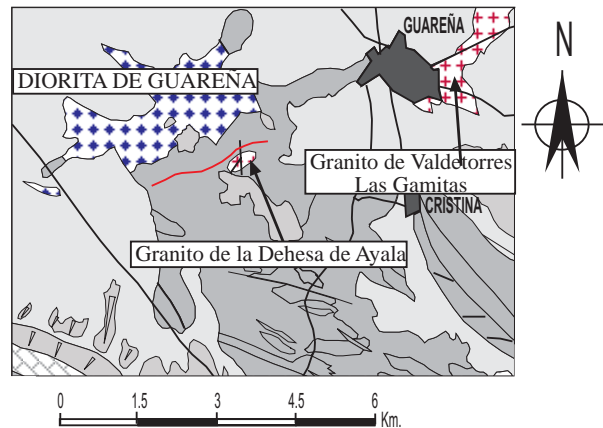 GUAREÑA
N
DIORITA DE GUAREÑA
Granito de Valdetorres
Las Gamitas
CRISTINA
Granito de la Dehesa de Ayala
0 1.5 3 4.5 6
Km.